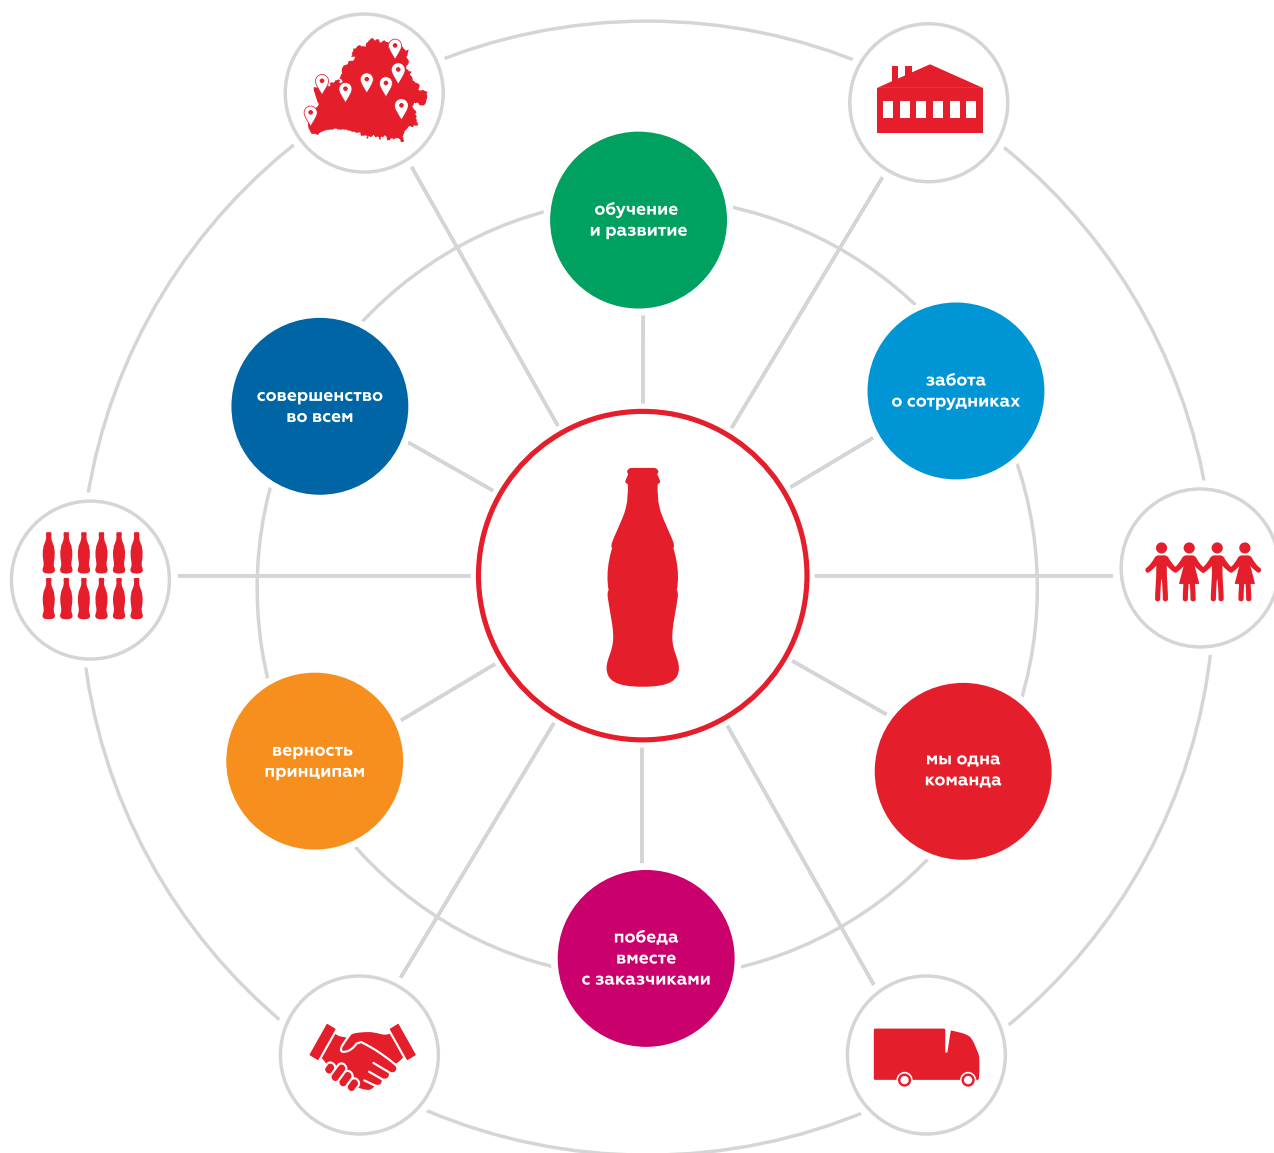 обучение
и развитие
забота
о сотрудниках
совершенство
во всем
верность
принципам
мы одна
команда
победа
вместе
с заказчиками